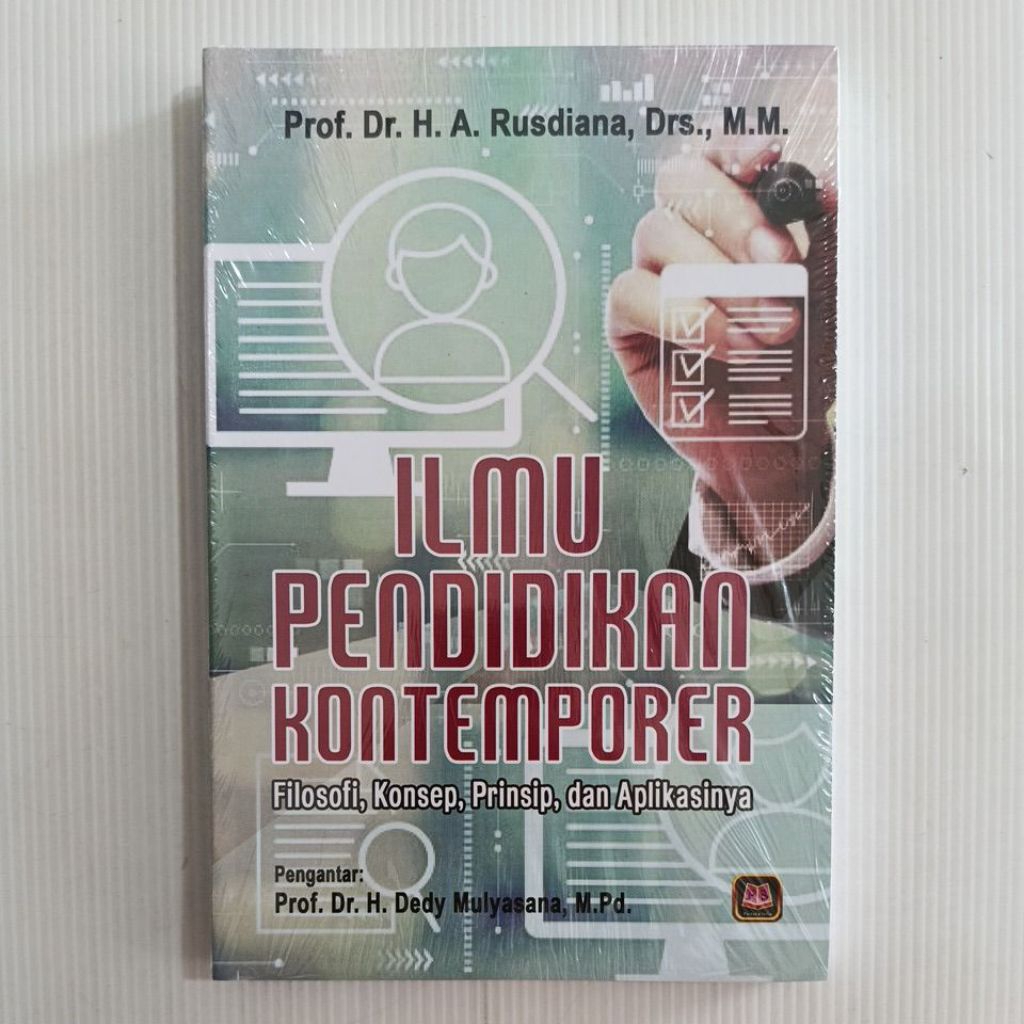 Prof. Dr. H. A. Rusdiana, Drs., M.M.
ILMU
PENDIDIKAN
KONTEMPORER
Filosofi, Konsep, Prinsip, dan Aplikasinya
Pengantar:
Prof. Dr. H. Dedy Mulyasana, M.Pd.